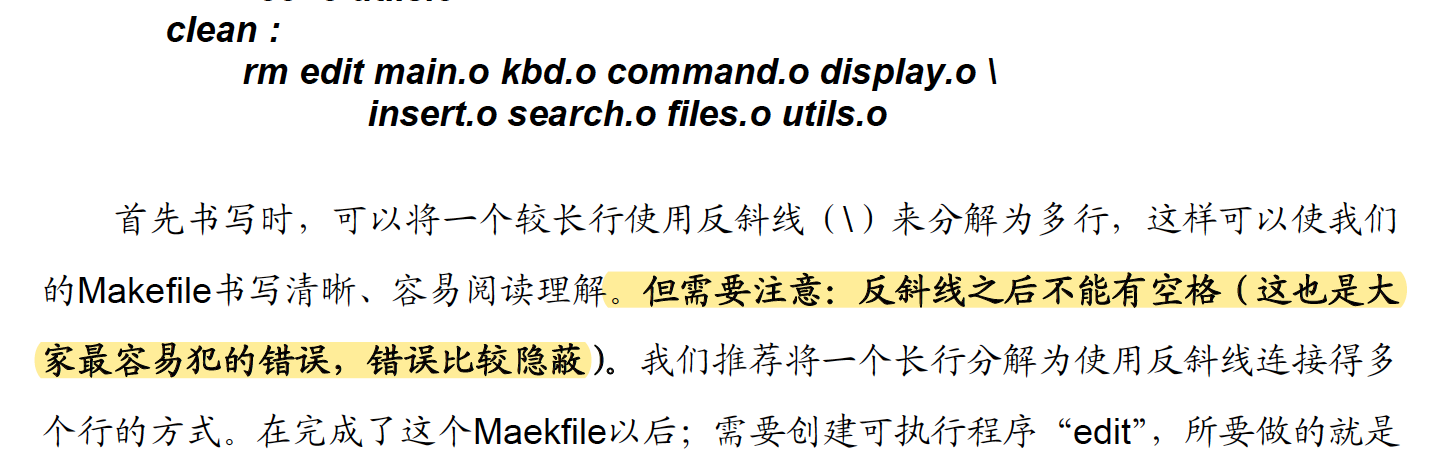 clean :
rm edit main.o kbd.o command.o display.o \
insert.o search.o files.o utils.o
首先书写时，可以将一个较长行使用反斜线（\）来分解为多行，这样可以使我们
的Makefile书写清晰、容易阅读理解。但需要注意：反斜线之后不能有空格（这也是大
家最容易犯的错误，错误比较隐蔽）。我们推荐将一个长行分解为使用反斜线连接得多
个行的方式。在完成了这个Maekfile以后；需要创建可执行程序“edit”，所要做的就是